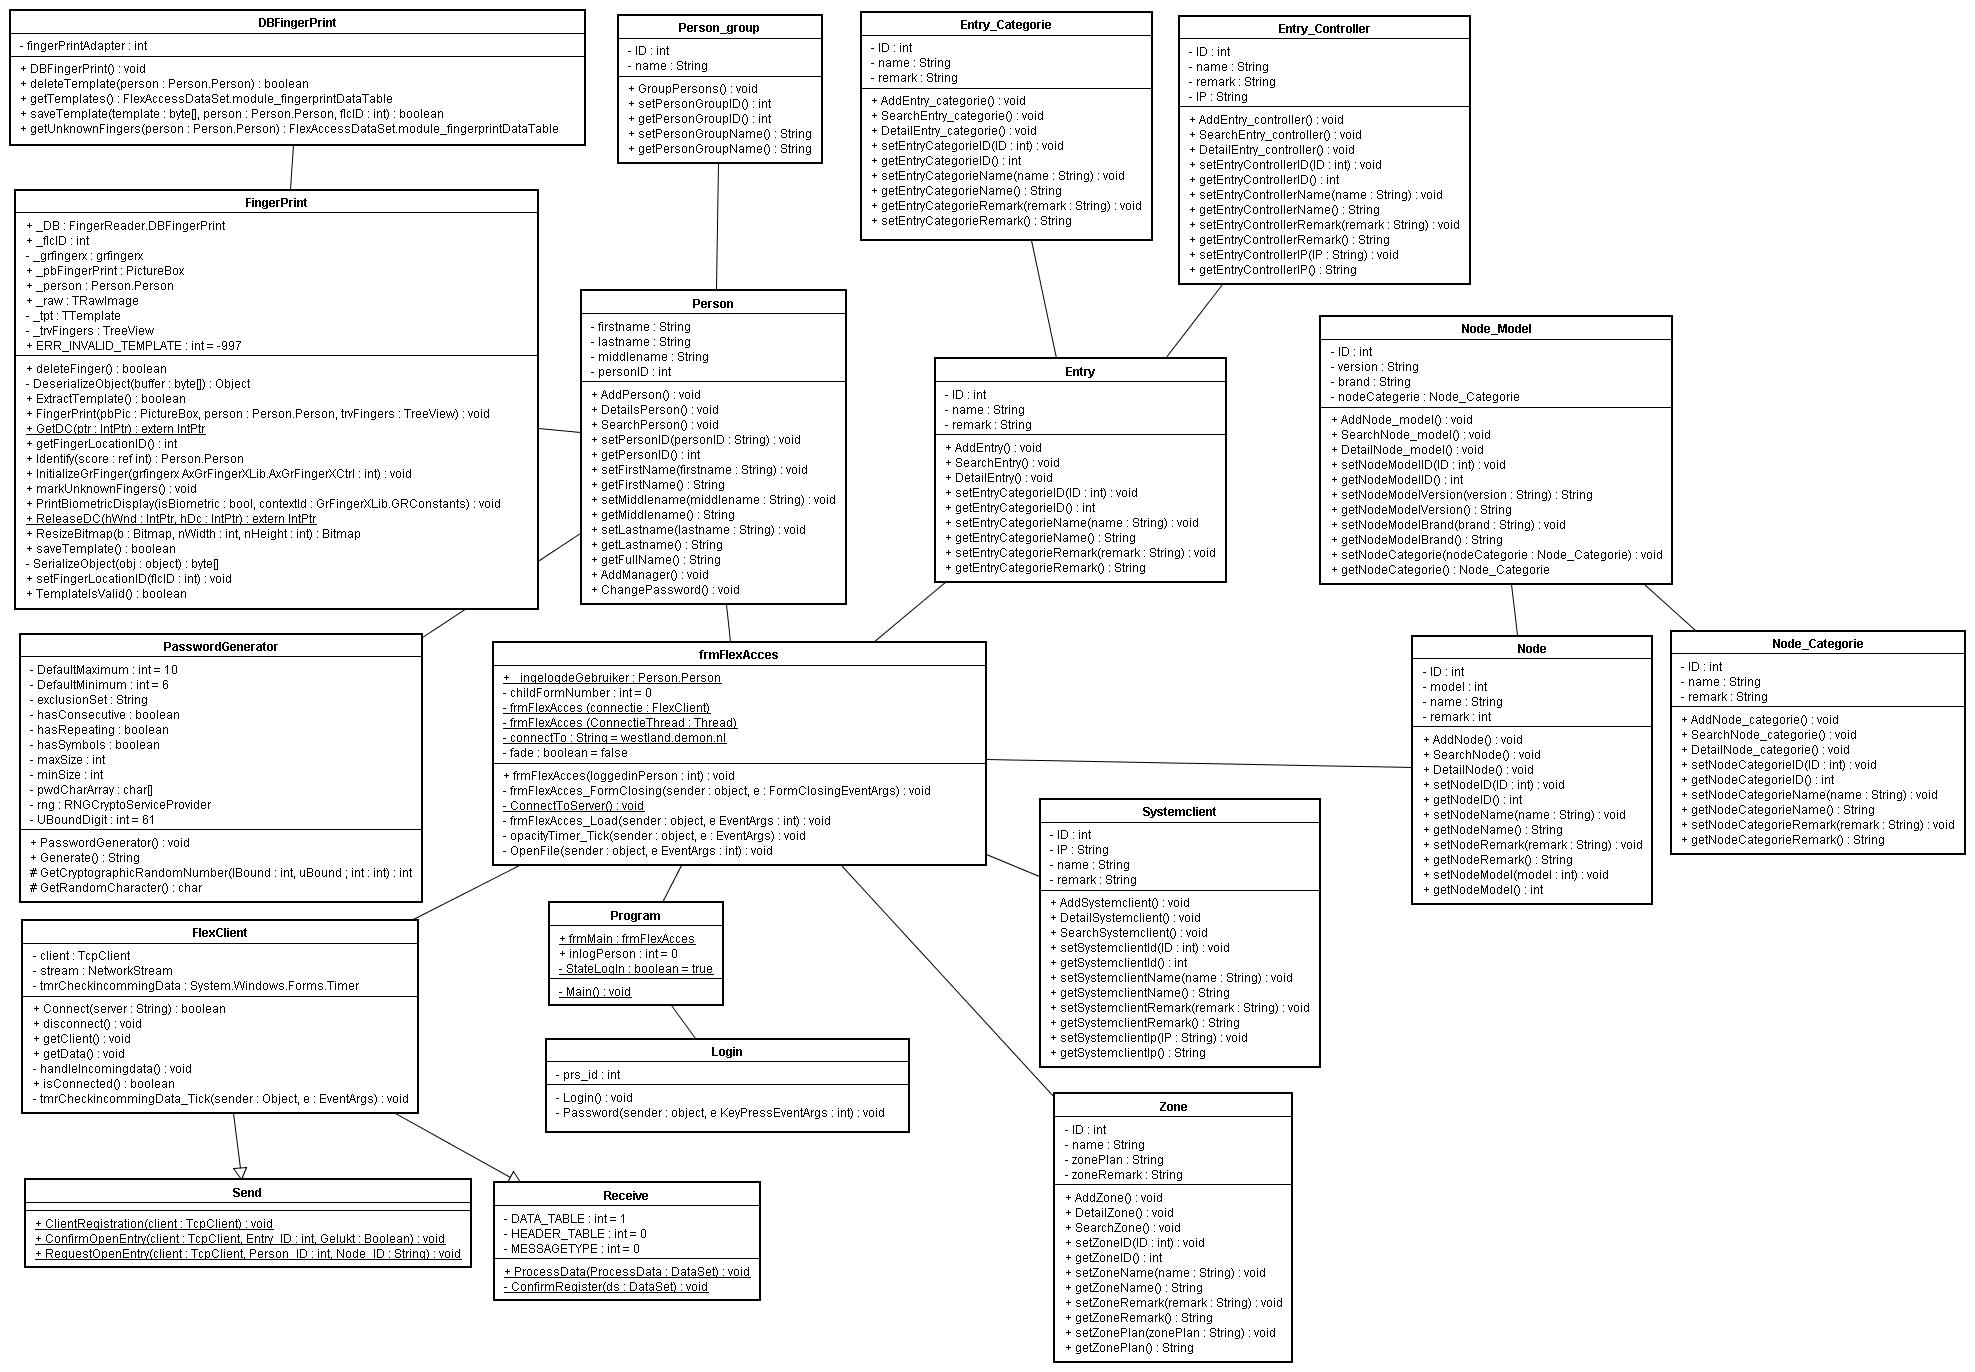 DBFingerPrint
- fingerPrintAdapter : int
+ DBFingerPrint() : void
+ deleteTemplate(person : Person.Person) : boolean
+ getTemplates() : FlexAccessDataSet.module_fingerprintDataTable
+ saveTemplate(template : byte[], person : Person.Person, flcID : int) : boolean
+ getUnknownFingers(person : Person.Person) : FlexAccessDataSet.module_fingerprintDataTable
Person_group
- ID : int
- name : String
+ GroupPersons() : void
+ setPersonGroupID() : int
+ getPersonGroupID() : int
+ setPersonGroupName() : String
+ getPersonGroupName() : String
Entry_Categorie
- ID : int
- name : String
- remark : String
+ AddEntry_categorie() : void
+ SearchEntry_categorie() : void
+ DetailEntry_categorie() : void
+ setEntryCategorieID(ID : int) : void
+ getEntryCategorieID() : int
+ setEntryCategorieName(name : String) : void
+ getEntryCategorieName() : String
+ getEntryCategorieRemark(remark : String) : void
+ setEntryCategorieRemark() : String
Entry_Controller
- ID : int
- name : String
- remark : String
- IP : String
+ AddEntry_controller() : void
+ SearchEntry_controller() : void
+ DetailEntry_controller() : void
+ setEntryControllerID(ID : int) : void
+ getEntryControllerID() : int
+ setEntryControllerName(name : String) : void
+ getEntryControllerName() : String
+ setEntryControllerRemark(remark : String) : void
+ getEntryControllerRemark() : String
+ setEntryControllerIP(IP : String) : void
+ getEntryControllerIP() : String
FingerPrint
+ _DB : FingerReader.DBFingerPrint
+ _flcID : int
- _grfingerx : grfingerx
+ _pbFingerPrint : PictureBox
+ _person : Person.Person
+ _raw : TRawImage
- _tpt : TTemplate
- _trvFingers : TreeView
+ ERR_INVALID_TEMPLATE : int = -997
+ deleteFinger() : boolean
- DeserializeObject(buffer : byte[]) : Object
+ ExtractTemplate() : boolean
+ FingerPrint(pbPic : PictureBox, person : Person.Person, trvFingers : TreeView) : void
+ GetDC(ptr : IntPtr) : extern IntPtr
+ getFingerLocationID() : int
+ Identify(score : ref int) : Person.Person
+ InitializeGrFinger(grfingerx AxGrFingerXLib.AxGrFingerXCtrl : int) : void
+ markUnknownFingers() : void
+ PrintBiometricDisplay(isBiometric : bool, contextId : GrFingerXLib.GRConstants) : void
+ ReleaseDC(hWnd : IntPtr, hDc : IntPtr) : extern IntPtr
+ ResizeBitmap(b : Bitmap, nWidth : int, nHeight : int) : Bitmap
+ saveTemplate() : boolean
- SerializeObject(obj : object) : byte[]
+ setFingerLocationID(flcID : int) : void
+ TemplateIsValid() : boolean
Person
- firstname : String
- lastname : String
- middlename : String
- personID : int
+ AddPerson() : void
+ DetailsPerson() : void
+ SearchPerson() : void
+ setPersonID(personID : String) : void
+ getPersonID() : int
+ setFirstName(firstname : String) : void
+ getFirstName() : String
+ setMiddlename(middlename : String) : void
+ getMiddlename() : String
+ setLastname(lastname : String) : void
+ getLastname() : String
+ getFullName() : String
+ AddManager() : void
+ ChangePassword() : void
Entry
- ID : int
- name : String
- remark : String
+ AddEntry() : void
+ SearchEntry() : void
+ DetailEntry() : void
+ setEntryCategorieID(ID : int) : void
+ getEntryCategorieID() : int
+ setEntryCategorieName(name : String) : void
+ getEntryCategorieName() : String
+ setEntryCategorieRemark(remark : String) : void
+ getEntryCategorieRemark() : String
Node_Model
- ID : int
- version : String
- brand : String
- nodeCategerie : Node_Categorie
+ AddNode_model() : void
+ SearchNode_model() : void
+ DetailNode_model() : void
+ setNodeModelID(ID : int) : void
+ getNodeModelID() : int
+ setNodeModelVersion(version : String) : String
+ getNodeModelVersion() : String
+ setNodeModelBrand(brand : String) : void
+ getNodeModelBrand() : String
+ setNodeCategorie(nodeCategorie : Node_Categorie) : void
+ getNodeCategorie() : Node_Categorie
PasswordGenerator
- DefaultMaximum : int = 10
- DefaultMinimum : int = 6
- exclusionSet : String
- hasConsecutive : boolean
- hasRepeating : boolean
- hasSymbols : boolean
- maxSize : int
- minSize : int
- pwdCharArray : char[]
- rng : RNGCryptoServiceProvider
- UBoundDigit : int = 61
+ PasswordGenerator() : void
+ Generate() : String
# GetCryptographicRandomNumber(lBound : int, uBound ; int : int) : int
# GetRandomCharacter() : char
frmFlexAcces
+ _ingelogdeGebruiker : Person.Person
- childFormNumber : int = 0
- frmFlexAcces (connectie : FlexClient)
- frmFlexAcces (ConnectieThread : Thread)
- connectTo : String = westland.demon.nl
- fade : boolean = false
+ frmFlexAcces(loggedinPerson : int) : void
- frmFlexAcces_FormClosing(sender : object, e : FormClosingEventArgs) : void
- ConnectToServer() : void
- frmFlexAcces_Load(sender : object, e EventArgs : int) : void
- opacityTimer_Tick(sender : object, e : EventArgs) : void
- OpenFile(sender : object, e EventArgs : int) : void
Node
- ID : int
- model : int
- name : String
- remark : int
+ AddNode() : void
+ SearchNode() : void
+ DetailNode() : void
+ setNodeID(ID : int) : void
+ getNodeID() : int
+ setNodeName(name : String) : void
+ getNodeName() : String
+ setNodeRemark(remark : String) : void
+ getNodeRemark() : String
+ setNodeModel(model : int) : void
+ getNodeModel() : int
Node_Categorie
- ID : int
- name : String
- remark : String
+ AddNode_categorie() : void
+ SearchNode_categorie() : void
+ DetailNode_categorie() : void
+ setNodeCategorieID(ID : int) : void
+ getNodeCategorieID() : int
+ setNodeCategorieName(name : String) : void
+ getNodeCategorieName() : String
+ setNodeCategorieRemark(remark : String) : void
+ getNodeCategorieRemark() : String
Systemclient
- ID : int
- IP : String
- name : String
- remark : String
+ AddSystemclient() : void
+ DetailSystemclient() : void
+ SearchSystemclient() : void
+ setSystemclientId(ID : int) : void
+ getSystemclientId() : int
+ setSystemclientName(name : String) : void
+ getSystemclientName() : String
+ setSystemclientRemark(remark : String) : void
+ getSystemclientRemark() : String
+ setSystemclientIp(IP : String) : void
+ getSystemclientIp() : String
FlexClient
- client : TcpClient
- stream : NetworkStream
- tmrCheckincommingData : System.Windows.Forms.Timer
+ Connect(server : String) : boolean
+ disconnect() : void
+ getClient() : void
+ getData() : void
- handleIncomingdata() : void
+ isConnected() : boolean
- tmrCheckincommingData_Tick(sender : Object, e : EventArgs) : void
Program
+ frmMain : frmFlexAcces
+ inlogPerson : int = 0
- StateLogIn : boolean = true
- Main() : void
Login
- prs_id : int
- Login() : void
- Password(sender : object, e KeyPressEventArgs : int) : void
Zone
- ID : int
- name : String
- zonePlan : String
- zoneRemark : String
+ AddZone() : void
+ DetailZone() : void
+ SearchZone() : void
+ setZoneID(ID : int) : void
+ getZoneID() : int
+ setZoneName(name : String) : void
+ getZoneName() : String
+ setZoneRemark(remark : String) : void
+ getZoneRemark() : String
+ setZonePlan(zonePlan : String) : void
+ getZonePlan() : String
Send
+ ClientRegistration(client : TcpClient) : void
+ ConfirmOpenEntry(client : TcpClient, Entry_ID : int, Gelukt : Boolean) : void
+ RequestOpenEntry(client : TcpClient, Person_ID : int, Node_ID : String) : void
Receive
- DATA_TABLE : int = 1
- HEADER_TABLE : int = 0
- MESSAGETYPE : int = 0
+ ProcessData(ProcessData : DataSet) : void
- ConfirmRegister(ds : DataSet) : void